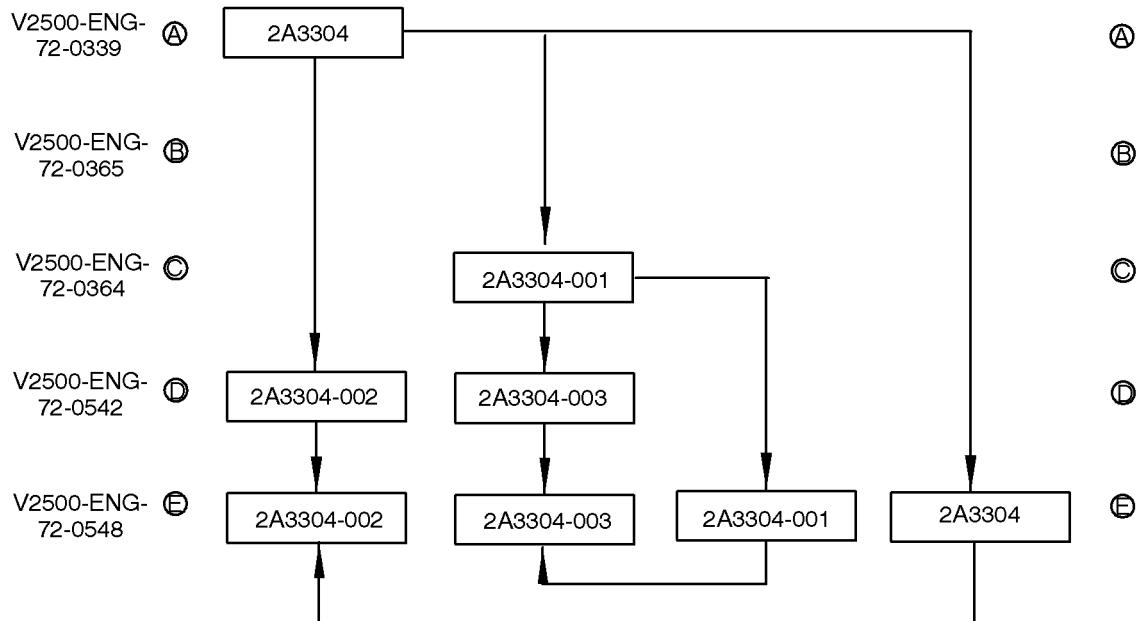 V2500-ENG-
72-0339
A
2A3304
A
V2500-ENG-
72-0365
B
B
V2500-ENG-
72-0364
C
2A3304-001
C
V2500-ENG-
72-0542
D
2A3304-002
2A3304-003
D
V2500-ENG-
72-0548
E
2A3304-002
2A3304-003
2A3304-001
2A3304
E